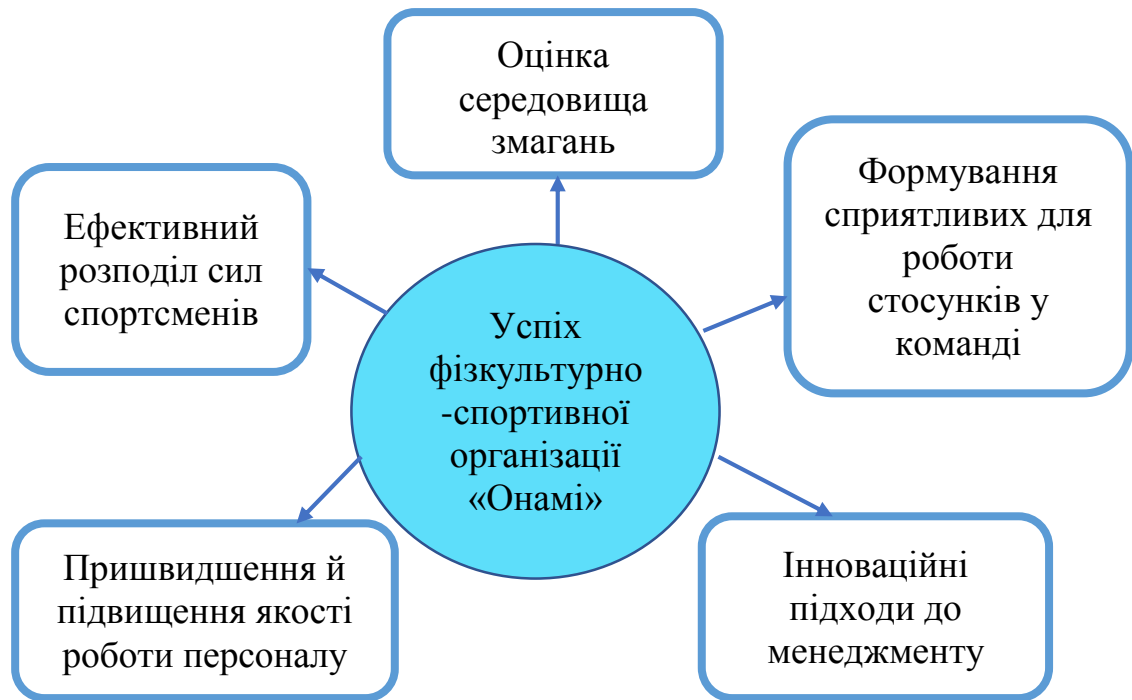 Оцінка
середовища
змагань
Ефективний
розподіл сил
спортсменів
Формування
сприятливих для
роботи
стосунків у
команді
Успіх
фізкультурно
-спортивної
організації
«Онамі»
Пришвидшення й
підвищення якості
роботи персоналу
Інноваційні
підходи до
менеджменту